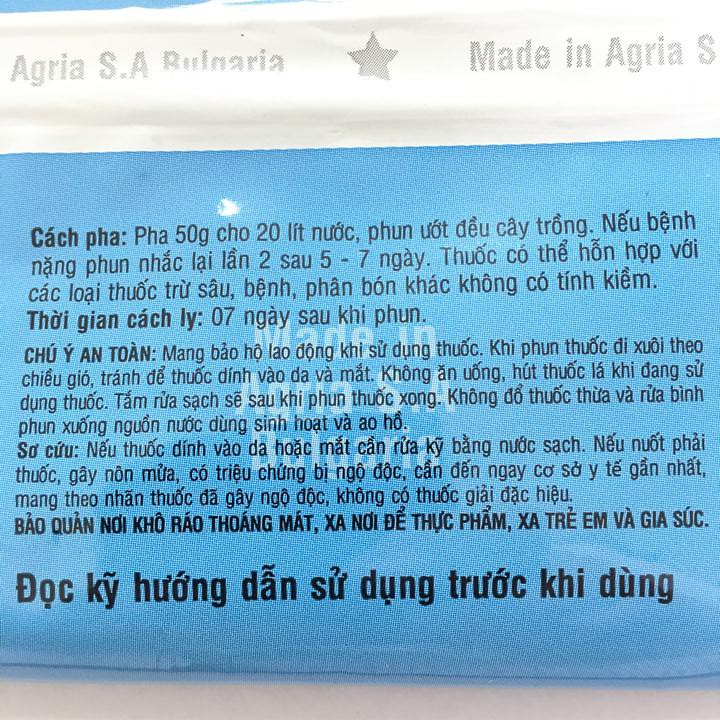 Agria S.A Bulgaria
Made in Agria S
Cách pha: Pha 50g cho 20 lít nước, phun ướt đều cây trồng. Nếu bệnh
nặng phun nhắc lại lần 2 sau 5 - 7 ngày. Thuốc có thể hỗn hợp với
các loại thuốc trừ sâu, bệnh, phân bón khác không có tính kiềm.
Thời gian cách ly: 07 ngày sau khi phun.
CHÚ Ý AN TOÀN: Mang bảo hộ lao động khi sử dụng thuốc. Khi phun thuốc đi xuôi theo
chiều gió, tránh để thuốc dính vào da và mắt. Không ăn uống, hút thuốc lá khi đang sử
dụng thuốc. Tắm rửa sạch sẽ sau khi phun thuốc xong. Không đổ thuốc thừa và rửa bình
phun xuống nguồn nước dùng sinh hoạt và ao hồ.
Sơ cứu: Nếu thuốc dính vào da hoặc mắt cần rửa kỹ bằng nước sạch. Nếu nuốt phải
thuốc, gây nôn mửa, có triệu chứng bị ngộ độc, cần đến ngay cơ sở y tế gần nhất,
mang theo nhãn thuốc đã gây ngộ độc, không có thuốc giải đặc hiệu.
BẢO QUẢN NƠI KHÔ RÁO THOÁNG MÁT, XA NƠI ĐỂ THỰC PHẨM, XA TRẺ EM VÀ GIA SÚC.
Đọc kỹ hướng dẫn sử dụng trước khi dùng
Made in
Agria S.A
Bulgaria